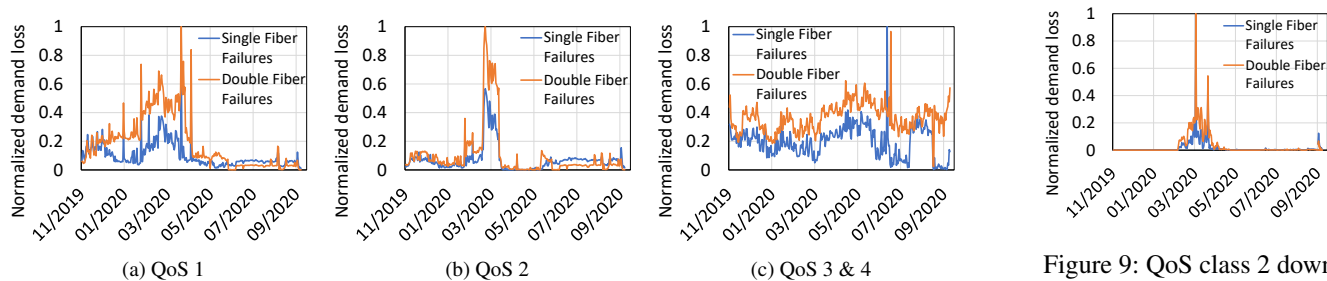 Normalized demand loss
1
0.8
0.6
0.4
0.2
0
Single Fiber
Failures
Double Fiber
Failures
11/2019
01/2020
03/2020
05/2020
07/2020
09/2020
(a) QoS 1
Normalized demand loss
1
0.8
0.6
0.4
0.2
0
Single Fiber
Failures
Double Fiber
Failures
11/2019
01/2020
03/2020
05/2020
07/2020
09/2020
(b) QoS 2
Normalized demand loss
1
0.8
0.6
0.4
0.2
0
Single Fiber
Failures
Double Fiber
Failures
11/2019
01/2020
03/2020
05/2020
07/2020
09/2020
(c) QoS 3 & 4
Normalized demand loss
1
0.8
0.6
0.4
0.2
0
Single Fiber
Failures
Double Fiber
Failures
11/2019
01/2020
03/2020
05/2020
07/2020
09/2020
Figure 9: QoS class 2 down